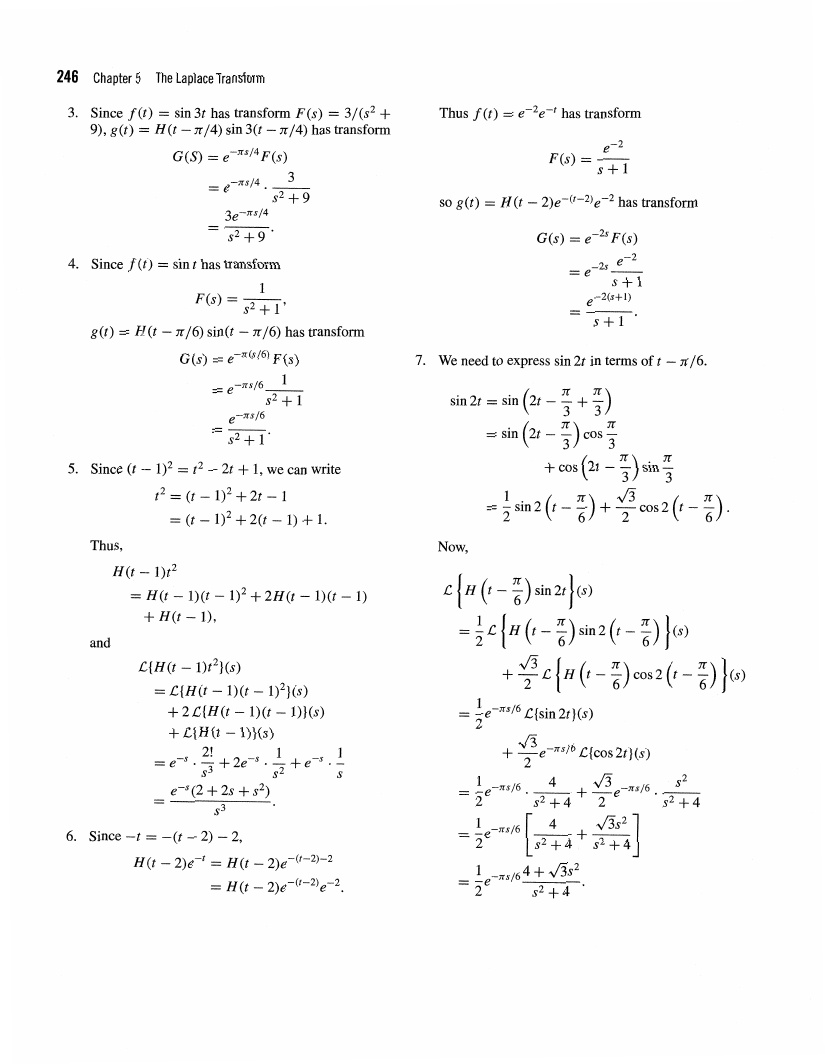 246 Chapter 5 The Laplace Transform
3. Since f(t) = sin 3t has transform F(s) = 3/(s² +
9), g(t) = H(t − π/4) sin 3(t − π/4) has transform
G(S) = e^{−πs/4} F(s)
= e^{−πs/4} · 3/(s² + 9)
= 3e^{−πs/4}/(s² + 9).
4. Since f(t) = sin t has transform
F(s) = 1/(s² + 1),
g(t) = H(t − π/6) sin(t − π/6) has transform
G(s) = e^{−π(s/6)} F(s)
= e^{−πs/6} 1/(s² + 1)
= e^{−πs/6}/(s² + 1).
5. Since (t − 1)² = t² − 2t + 1, we can write
t² = (t − 1)² + 2t − 1
= (t − 1)² + 2(t − 1) + 1.
Thus,
H(t − 1)t²
= H(t − 1)(t − 1)² + 2H(t − 1)(t − 1)
+ H(t − 1),
and
ℒ{H(t − 1)t²}(s)
= ℒ{H(t − 1)(t − 1)²}(s)
+ 2ℒ{H(t − 1)(t − 1)}(s)
+ ℒ{H(t − 1)}(s)
= e^{−s} · 2!/s³ + 2e^{−s} · 1/s² + e^{−s} · 1/s
= e^{−s}(2 + 2s + s²)/s³.
6. Since −t = −(t − 2) − 2,
H(t − 2)e^{−t} = H(t − 2)e^{−(t−2)−2}
= H(t − 2)e^{−(t−2)}e^{−2}.
Thus f(t) = e^{−2}e^{−t} has transform
F(s) = e^{−2}/(s + 1)
so g(t) = H(t − 2)e^{−(t−2)}e^{−2} has transform
G(s) = e^{−2s} F(s)
= e^{−2s} e^{−2}/(s + 1)
= e^{−2(s+1)}/(s + 1).
7. We need to express sin 2t in terms of t − π/6.
sin 2t = sin (2t − π/3 + π/3)
= sin (2t − π/3) cos π/3
+ cos (2t − π/3) sin π/3
= 1/2 sin 2 (t − π/6) + √3/2 cos 2 (t − π/6).
Now,
ℒ{H (t − π/6) sin 2t}(s)
= 1/2 ℒ{H (t − π/6) sin 2 (t − π/6)}(s)
+ √3/2 ℒ{H (t − π/6) cos 2 (t − π/6)}(s)
= 1/2 e^{−πs/6} ℒ{sin 2t}(s)
+ √3/2 e^{−πs/6} ℒ{cos 2t}(s)
= 1/2 e^{−πs/6} · 4/(s² + 4) + √3/2 e^{−πs/6} · s²/(s² + 4)
= 1/2 e^{−πs/6} [4/(s² + 4) + √3s²/(s² + 4)]
= 1/2 e^{−πs/6} (4 + √3s²)/(s² + 4).